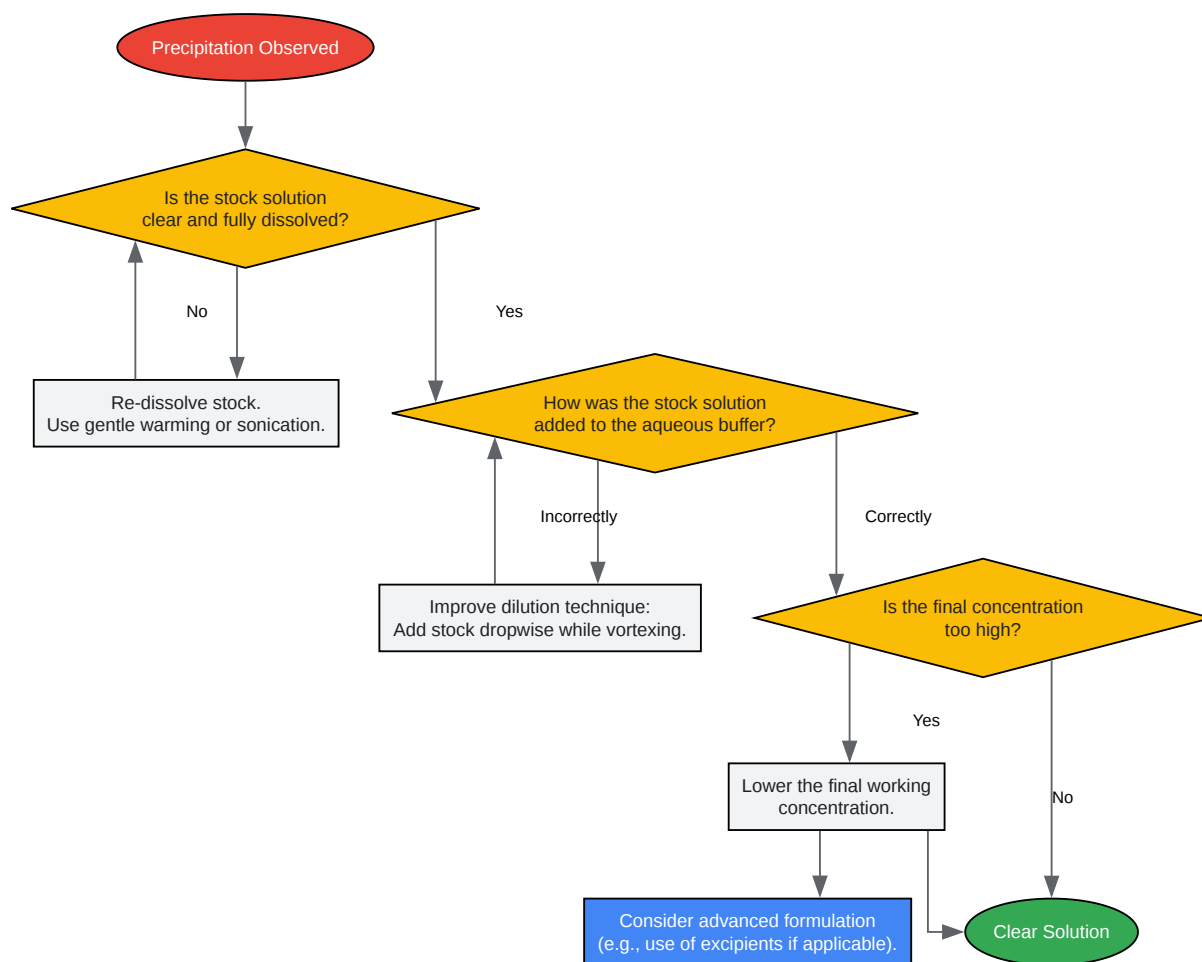 Precipitation Observed
Is the stock solution
clear and fully dissolved?
No
Yes
Re-dissolve stock.
Use gentle warming or sonication.
How was the stock solution
added to the aqueous buffer?
Incorrectly
Correctly
Improve dilution technique:
Add stock dropwise while vortexing.
Is the final concentration
too high?
Yes
No
Lower the final working
concentration.
Consider advanced formulation
(e.g., use of excipients if applicable).
Clear Solution